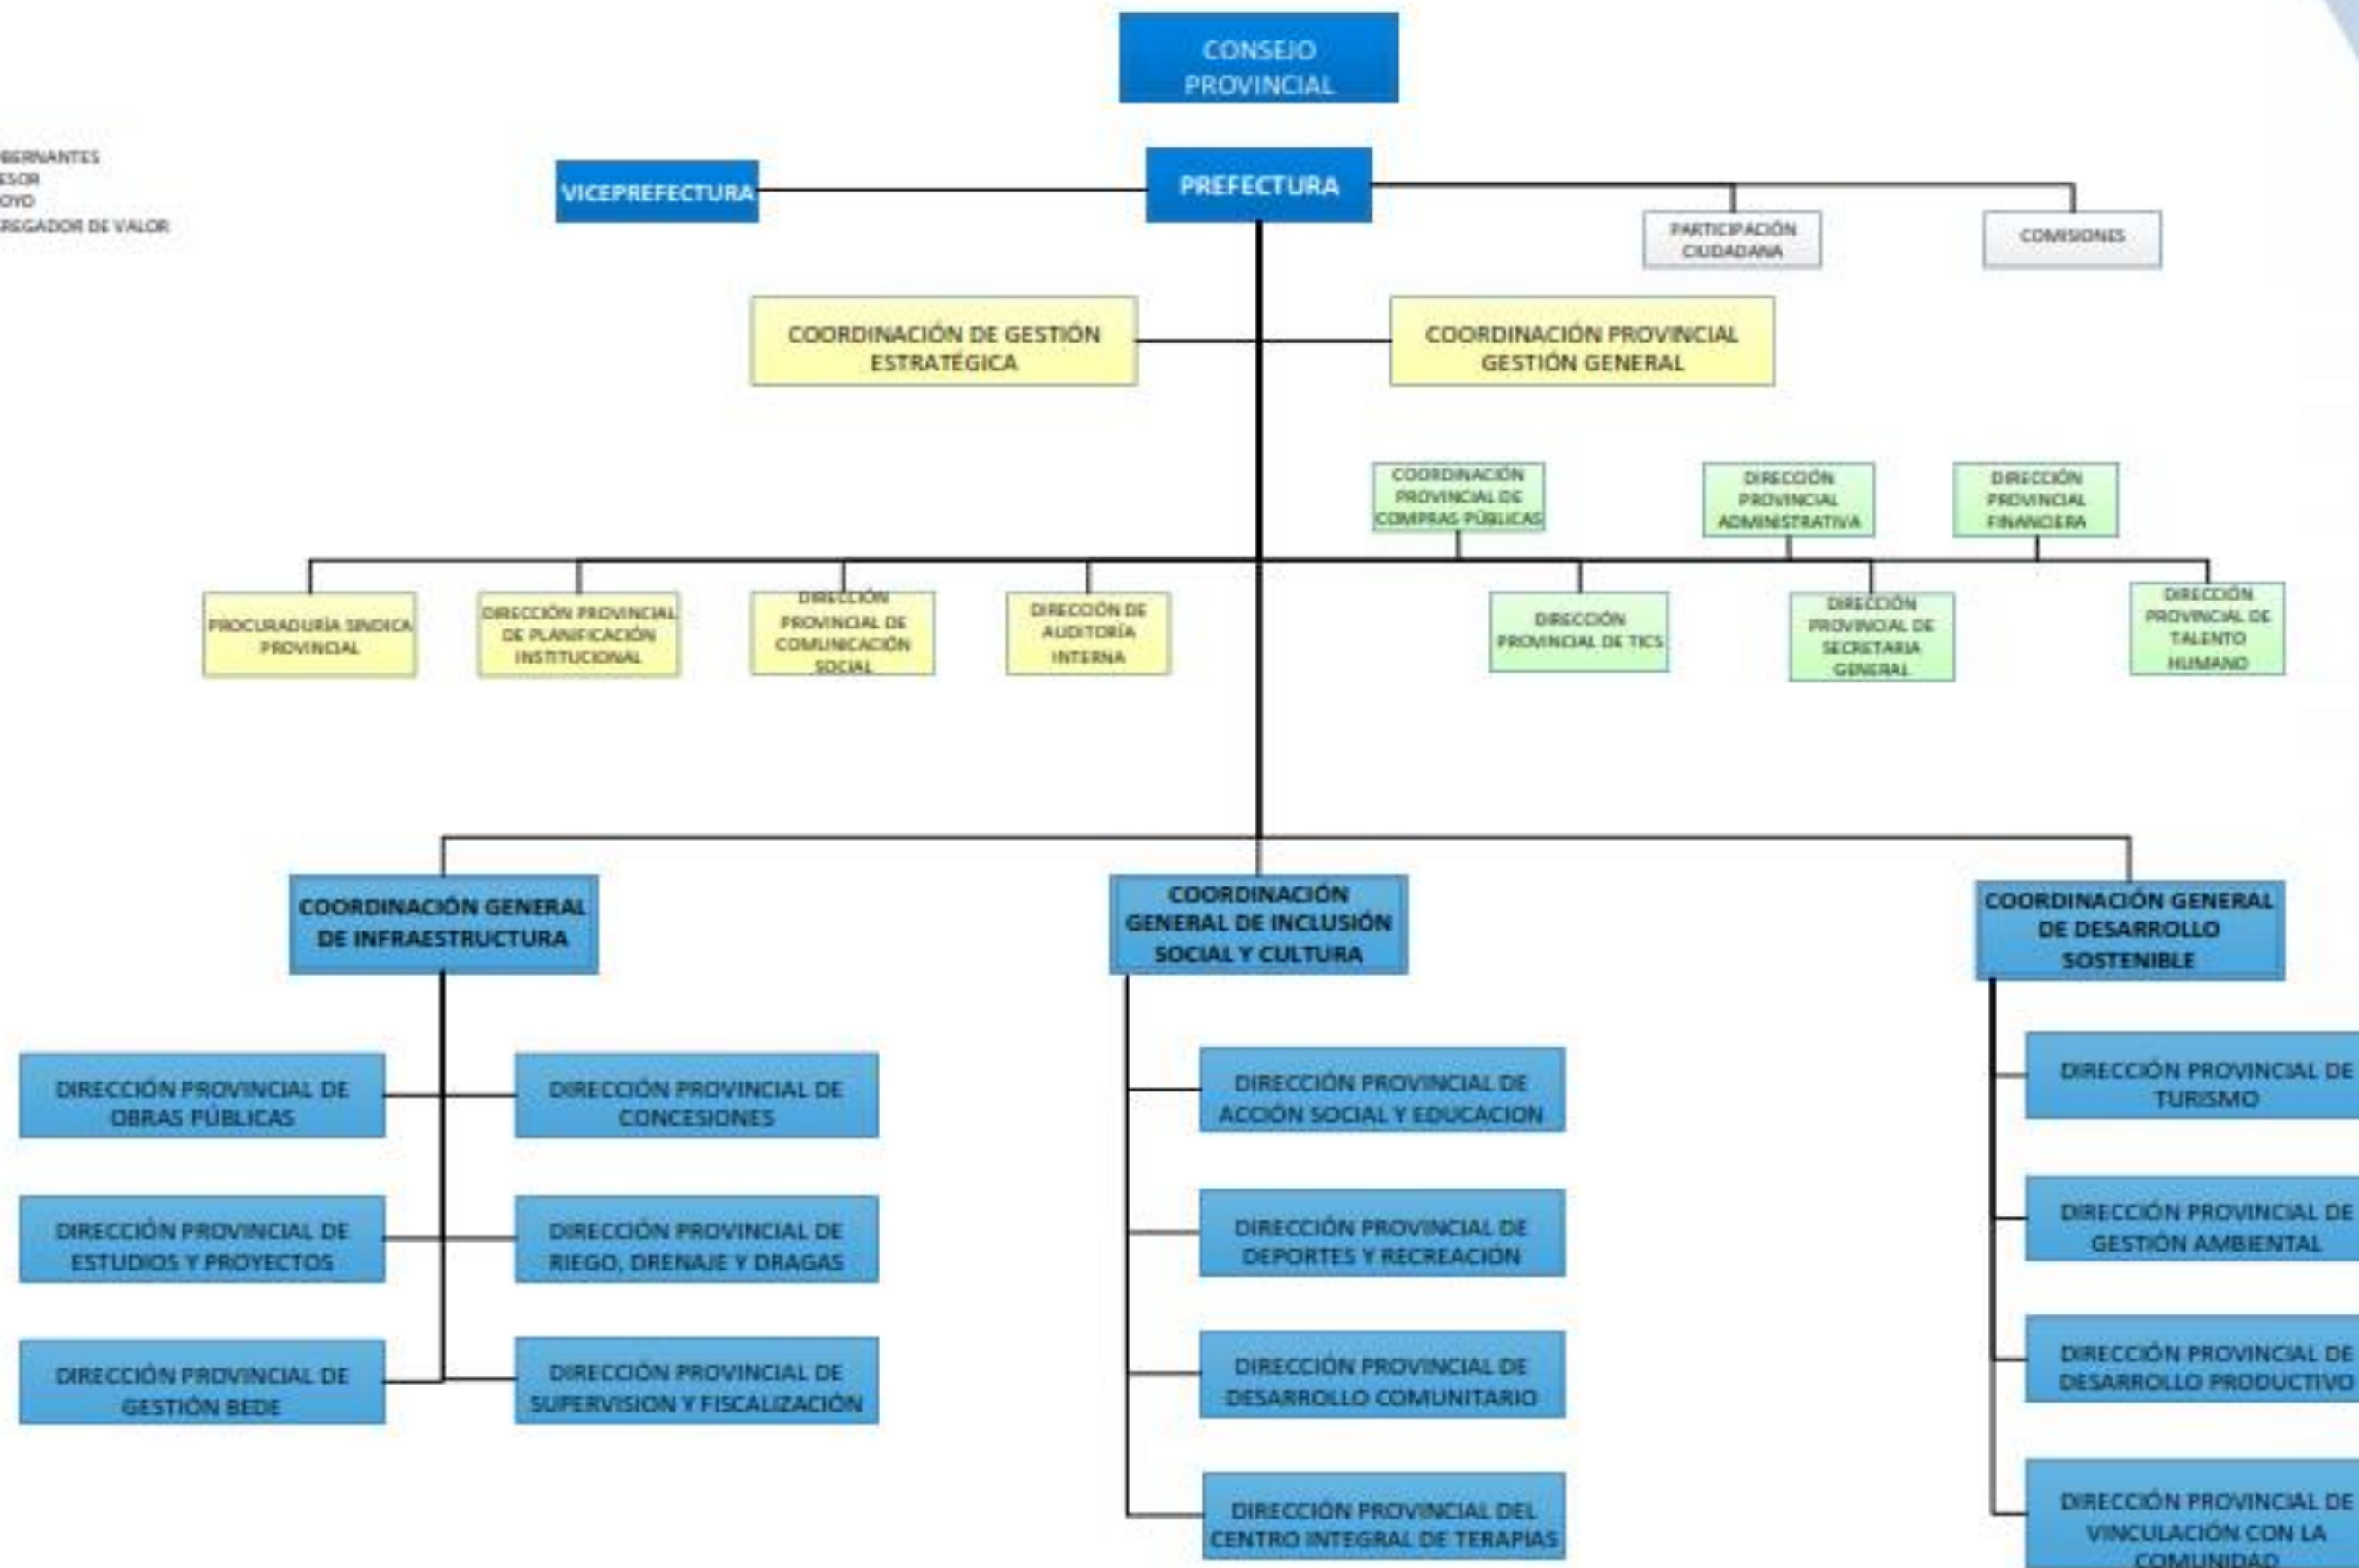 CONSEJO
PROVINCIAL
VICEPREFECTURA
PREFECTURA
PARTICIPACIÓN
CIUDADANA
COMISIONES
BERNANTES
ESOR
OYO
REGADOR DE VALOR
COORDINACIÓN DE GESTIÓN
ESTRATÉGICA
COORDINACIÓN PROVINCIAL
GESTIÓN GENERAL
COORDINACIÓN
PROVINCIAL DE
COMPRAS PÚBLICAS
DIRECCIÓN
PROVINCIAL
ADMINISTRATIVA
DIRECCIÓN
PROVINCIAL
FINANCIERA
PROCURADURÍA SINDICA
PROVINCIAL
DIRECCIÓN PROVINCIAL
DE PLANIFICACIÓN
INSTITUCIONAL
DIRECCIÓN
PROVINCIAL DE
COMUNICACIÓN
SOCIAL
DIRECCIÓN DE
AUDITORÍA
INTERNA
DIRECCIÓN
PROVINCIAL DE TICS
DIRECCIÓN
PROVINCIAL DE
SECRETARIA
GENERAL
DIRECCIÓN
PROVINCIAL DE
TALENTO
HUMANO
COORDINACIÓN GENERAL
DE INFRAESTRUCTURA
COORDINACIÓN
GENERAL DE INCLUSIÓN
SOCIAL Y CULTURA
COORDINACIÓN GENERAL
DE DESARROLLO
SOSTENIBLE
DIRECCIÓN PROVINCIAL DE
OBRAS PÚBLICAS
DIRECCIÓN PROVINCIAL DE
CONCESIONES
DIRECCIÓN PROVINCIAL DE
ESTUDIOS Y PROYECTOS
DIRECCIÓN PROVINCIAL DE
RIEGO, DRENAJE Y DRAGAS
DIRECCIÓN PROVINCIAL DE
GESTIÓN BEDE
DIRECCIÓN PROVINCIAL DE
SUPERVISION Y FISCALIZACIÓN
DIRECCIÓN PROVINCIAL DE
ACCIÓN SOCIAL Y EDUCACION
DIRECCIÓN PROVINCIAL DE
DEPORTES Y RECREACIÓN
DIRECCIÓN PROVINCIAL DE
DESARROLLO COMUNITARIO
DIRECCIÓN PROVINCIAL DEL
CENTRO INTEGRAL DE TERAPIAS
DIRECCIÓN PROVINCIAL DE
TURISMO
DIRECCIÓN PROVINCIAL DE
GESTIÓN AMBIENTAL
DIRECCIÓN PROVINCIAL DE
DESARROLLO PRODUCTIVO
DIRECCIÓN PROVINCIAL DE
VINCULACIÓN CON LA
COMUNIDAD